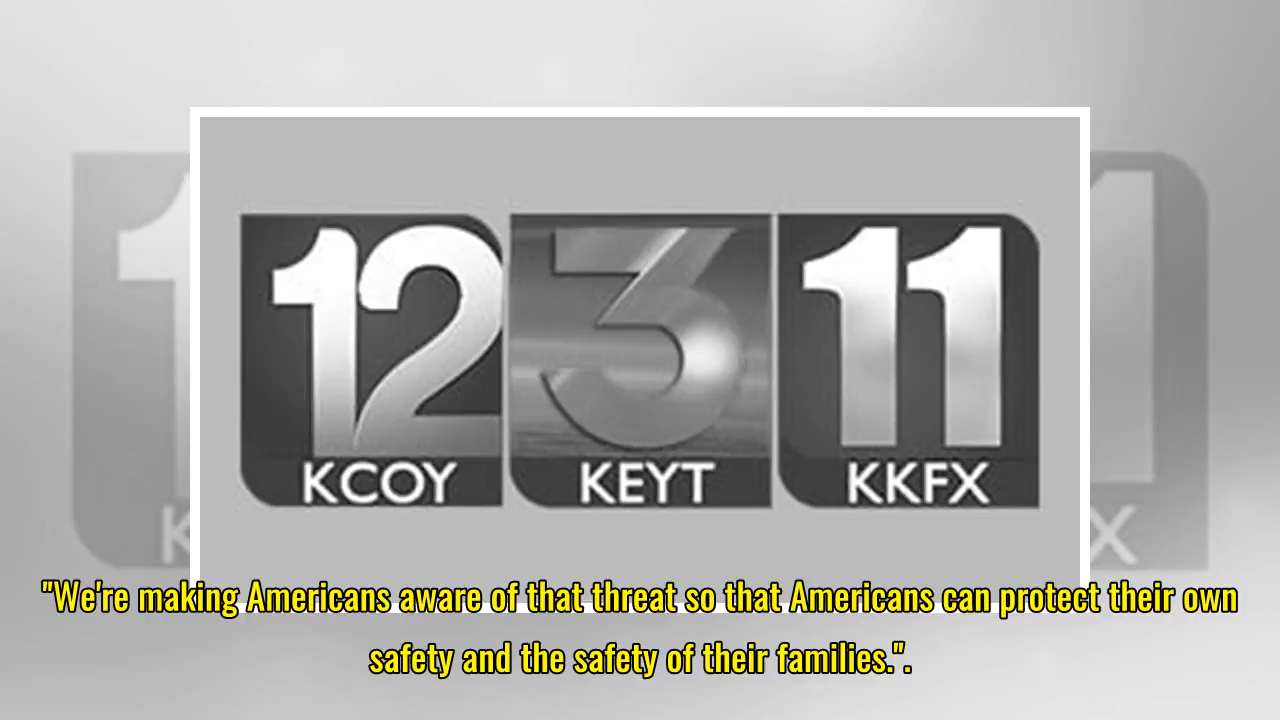 12 3 11
KCOY KEYT KKFX
K X
"We're making Americans aware of that threat so that Americans can protect their own
safety and the safety of their families.".